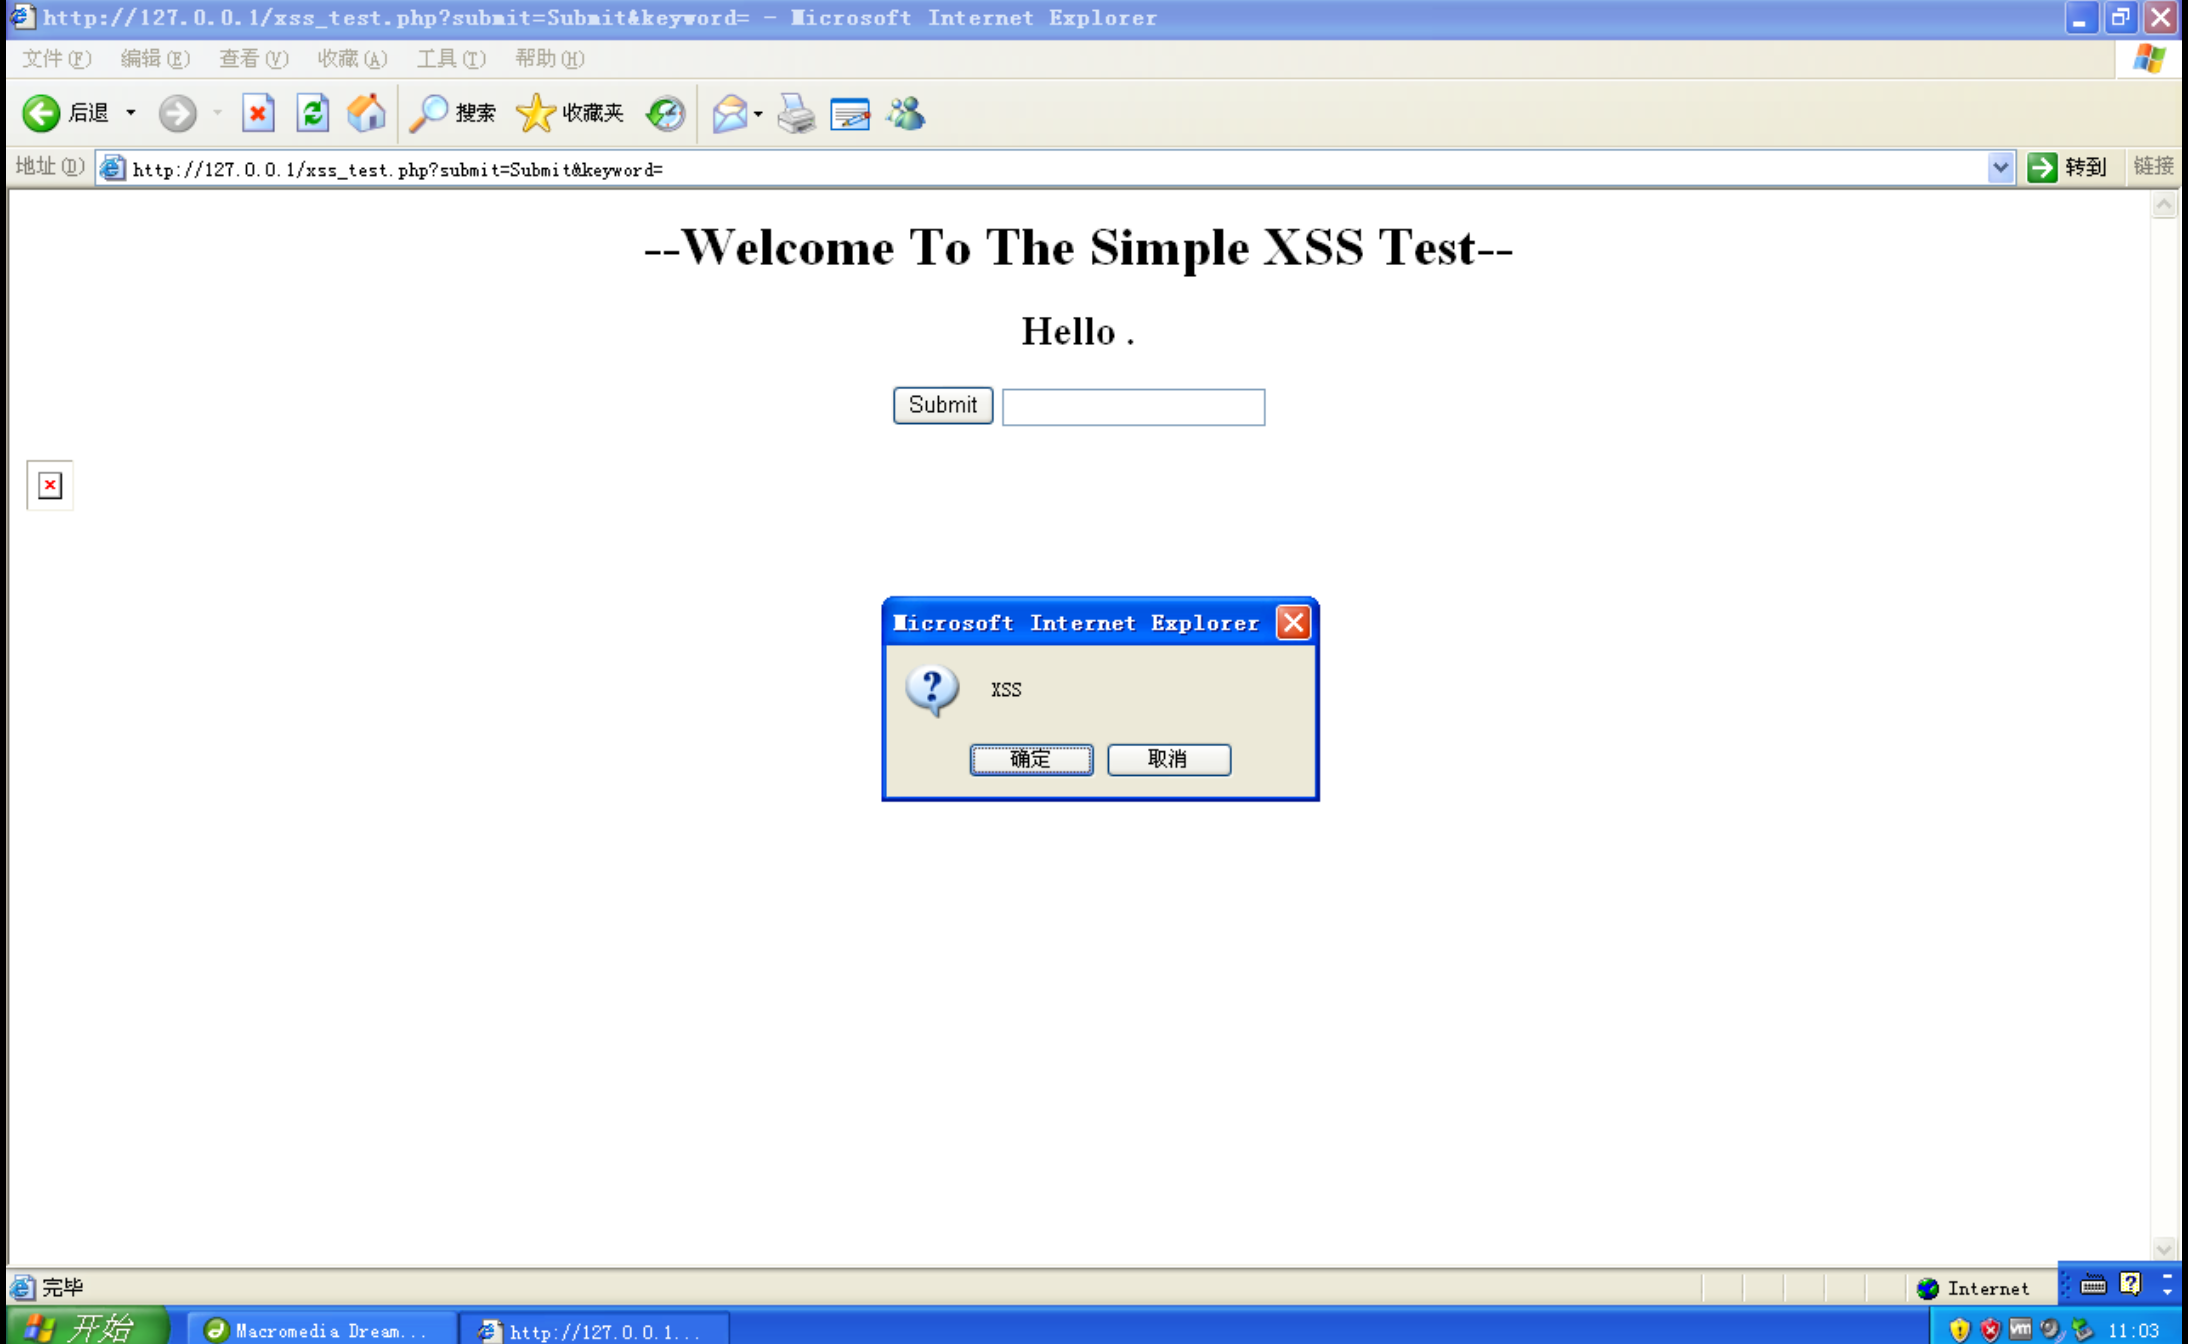 http://127.0.0.1/xss_test.php?submit=Submit&keyword= - Microsoft Internet Explorer
文件(F) 编辑(E) 查看(V) 收藏(A) 工具(T) 帮助(H)
后退 搜索 收藏夹
地址(D) http://127.0.0.1/xss_test.php?submit=Submit&keyword= 转到 链接
--Welcome To The Simple XSS Test--
Hello .
Submit
Microsoft Internet Explorer
XSS
确定 取消
完毕 Internet
开始 Macromedia Dream... http://127.0.0.1... 11:03